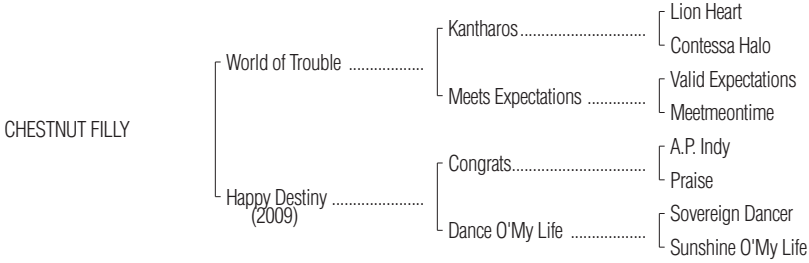 Lion Heart
Kantharos..............................
Contessa Halo
World of Trouble ..................
Valid Expectations
Meets Expectations ..............
Meetmeontime
CHESTNUT FILLY
A.P. Indy
Congrats................................
Praise
Happy Destiny ......................
(2009)
Sovereign Dancer
Dance O'My Life ..................
Sunshine O'My Life